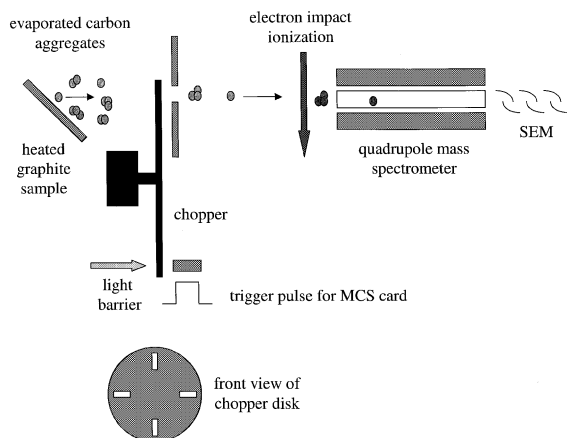 evaporated carbon
aggregates
electron impact
ionization
heated
graphite
sample
quadrupole mass
spectrometer
SEM
chopper
light
barrier
trigger pulse for MCS card
front view of
chopper disk